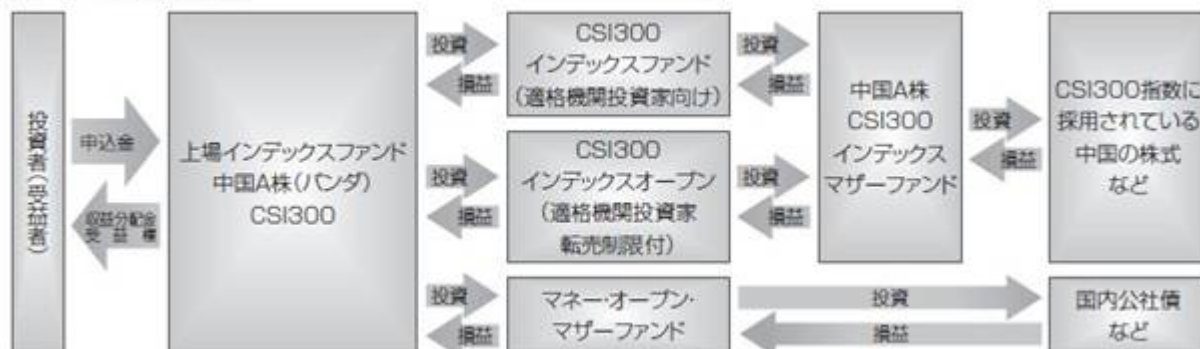 投資者(受益者)
申込金
収益分配金
受益権
上場インデックスファンド
中国A株(パンダ)
CSI300
投資
損益
CSI300
インデックスファンド
(適格機関投資家向け)
投資
損益
投資
損益
CSI300
インデックスオープン
(適格機関投資家
転売制限付)
投資
損益
中国A株
CSI300
インデックス
マザーファンド
投資
損益
CSI300指数に
採用されている
中国の株式
など
投資
損益
マネー・オープン・
マザーファンド
投資
損益
国内公社債
など